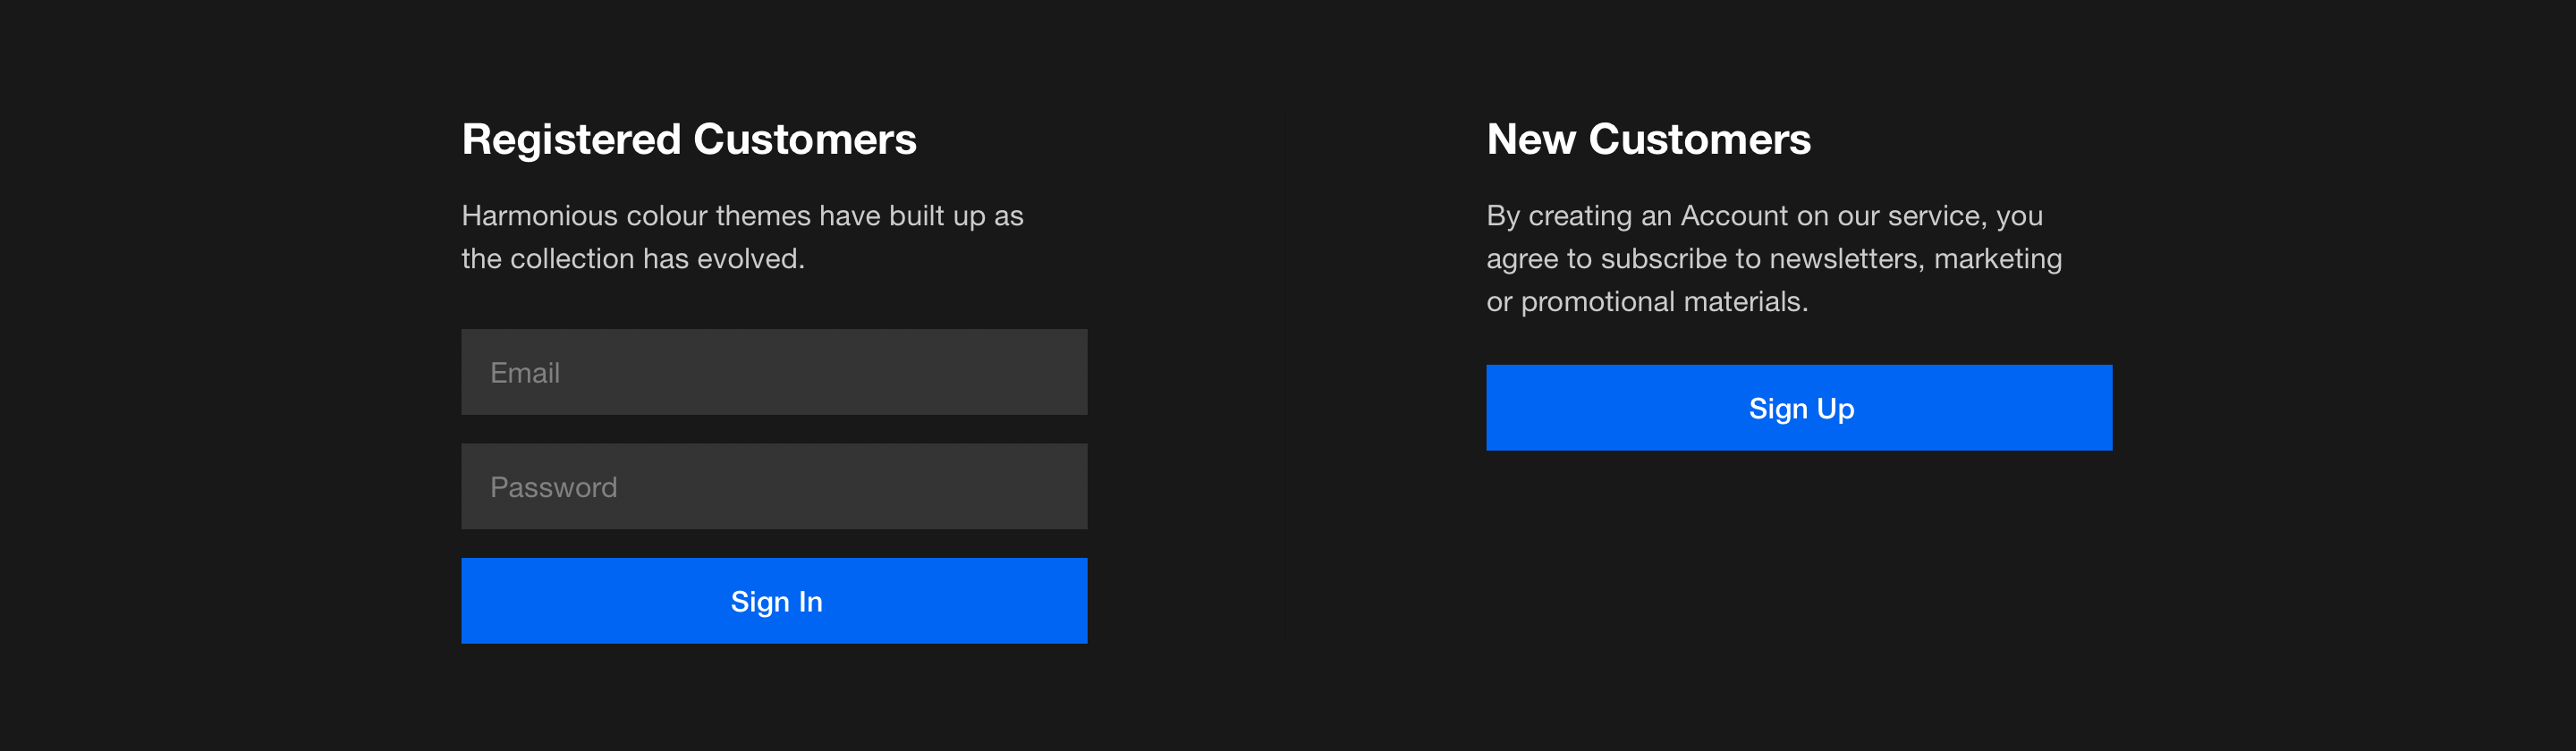 Registered Customers
Harmonious colour themes have built up as
the collection has evolved.
Email
Password
Sign In
New Customers
By creating an Account on our service, you
agree to subscribe to newsletters, marketing
or promotional materials.
Sign Up